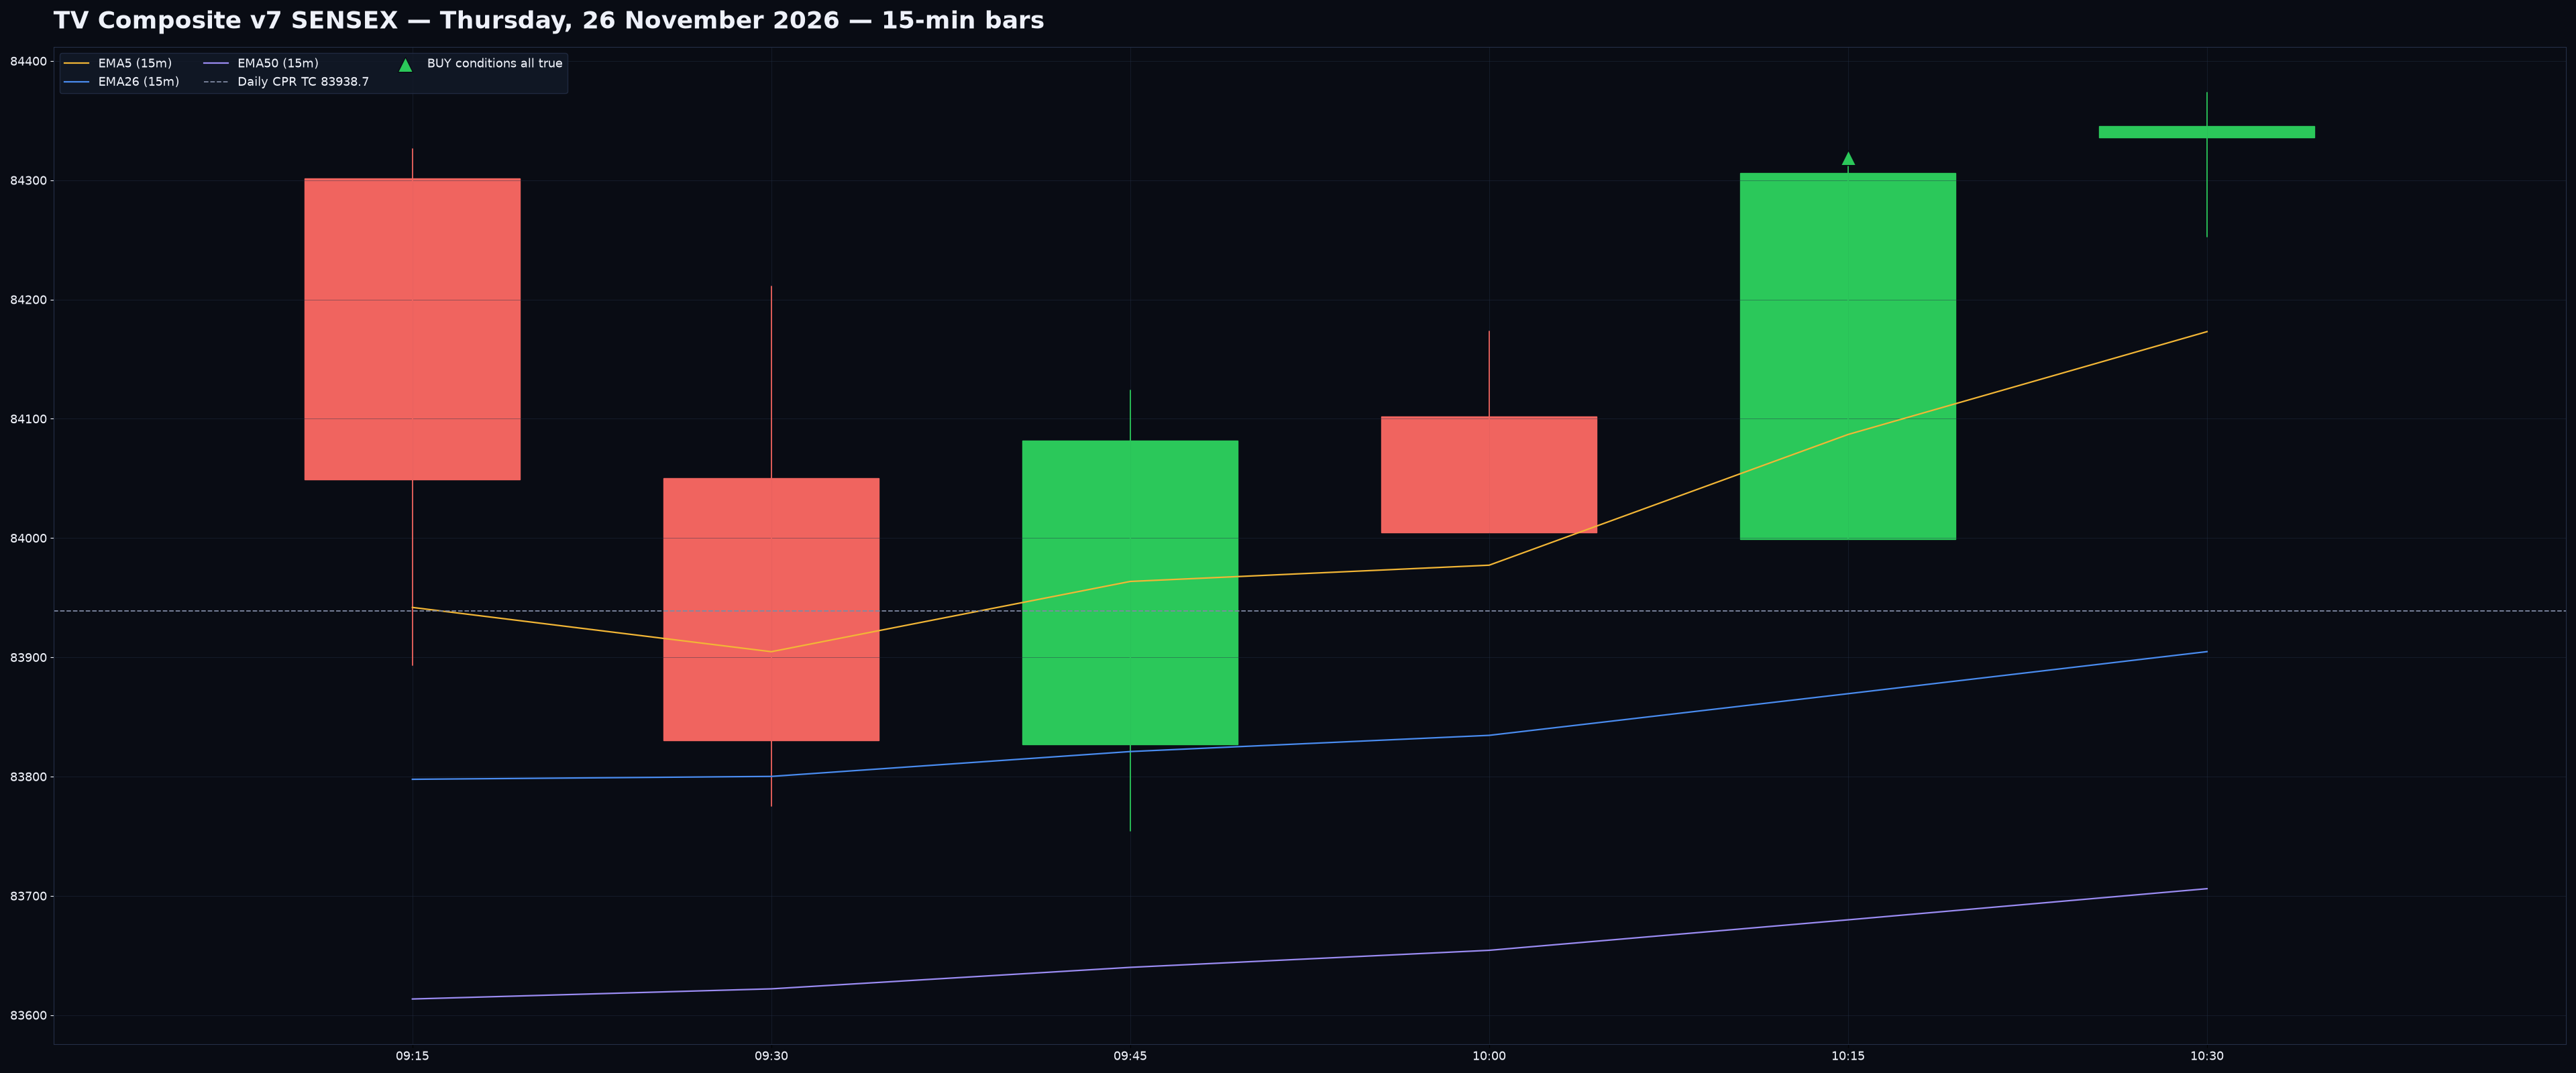 TV Composite v7 SENSEX — Thursday, 26 November 2026 — 15-min bars
EMA5 (15m)
EMA26 (15m)
EMA50 (15m)
Daily CPR TC 83938.7
BUY conditions all true
84400
84300
84200
84100
84000
83900
83800
83700
83600
09:15 09:30 09:45 10:00 10:15 10:30